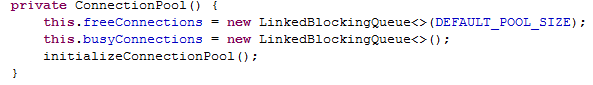 private ConnectionPool() {
this.freeConnections = new LinkedBlockingQueue<>(DEFAULT_POOL_SIZE);
this.busyConnections = new LinkedBlockingQueue<>();
initializeConnectionPool();
}